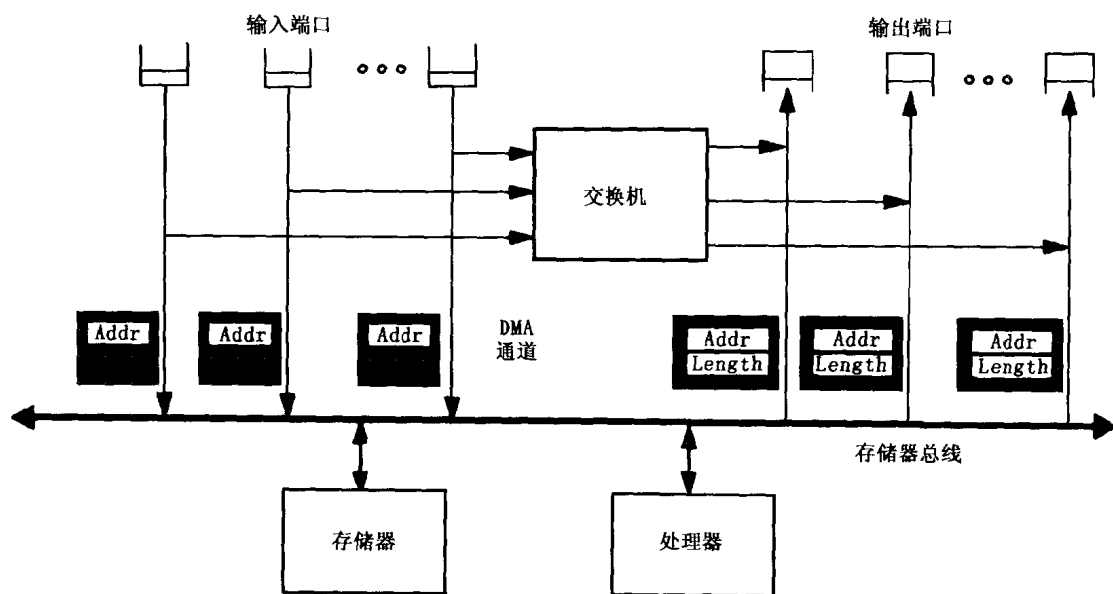 输入端口
输出端口
交换机
Addr
Addr
Addr
DMA
通道
Addr
Length
Addr
Length
Addr
Length
存储器总线
存储器
处理器